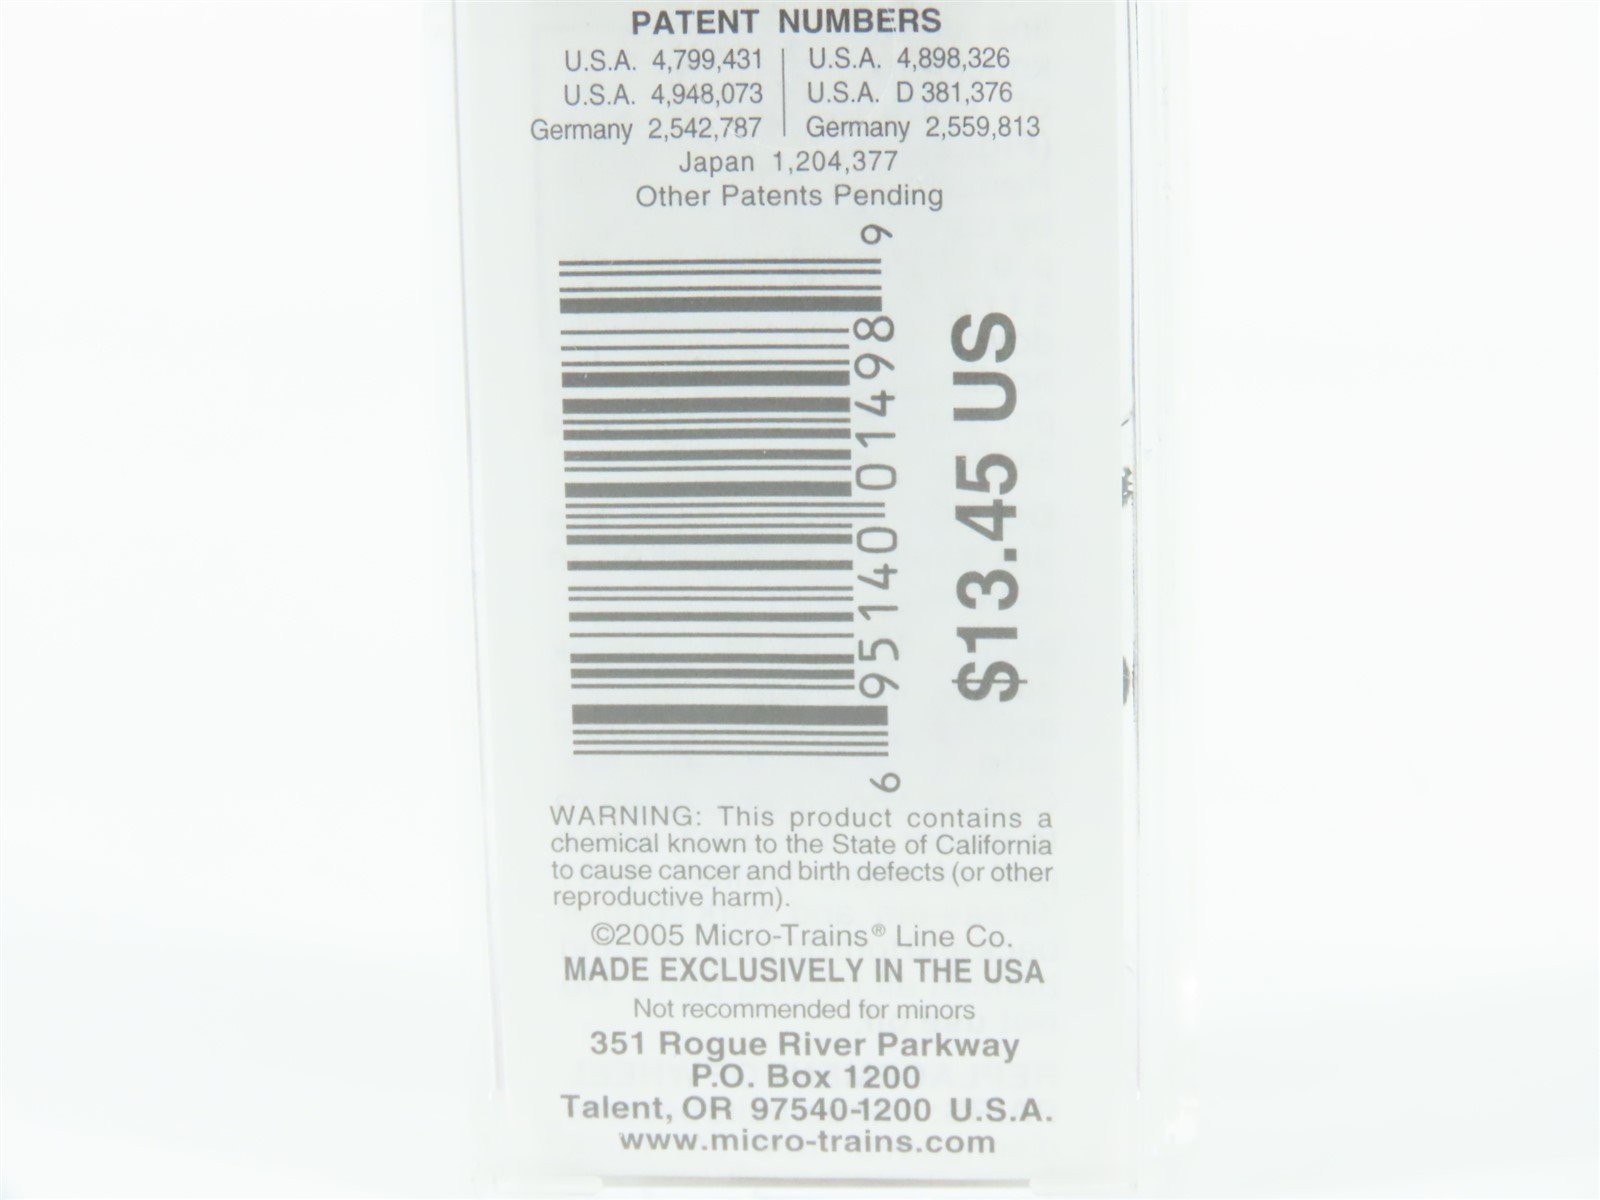 PATENT NUMBERS
U.S.A. 4,799,431 | U.S.A. 4,898,326
U.S.A. 4,948,073 | U.S.A. D 381,376
Germany 2,542,787 | Germany 2,559,813
Japan 1,204,377
Other Patents Pending
6 95140 01498 9
$13.45 US
WARNING: This product contains a
chemical known to the State of California
to cause cancer and birth defects (or other
reproductive harm).
©2005 Micro-Trains® Line Co.
MADE EXCLUSIVELY IN THE USA
Not recommended for minors
351 Rogue River Parkway
P.O. Box 1200
Talent, OR 97540-1200 U.S.A.
www.micro-trains.com